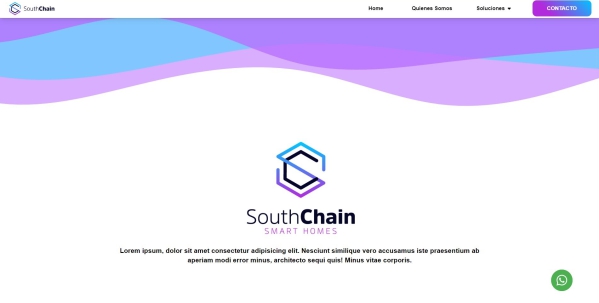 SouthChain
Home
Quienes Somos
Soluciones
CONTACTO
SouthChain
SMART HOMES
Lorem ipsum, dolor sit amet consectetur adipisicing elit. Nesciunt similique vero accusamus iste praesentium ab
aperiam modi error minus, architecto sequi quis! Minus vitae corporis.